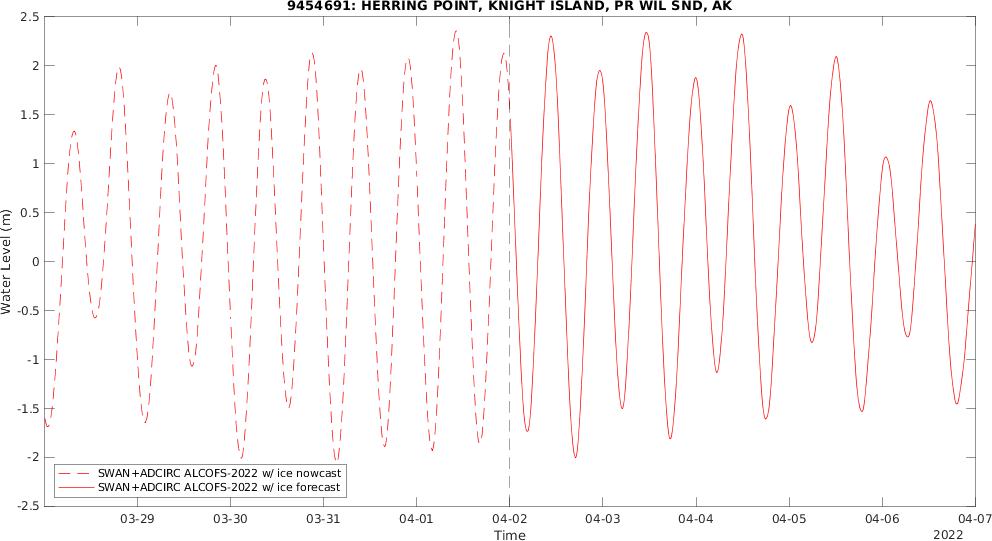 9454691: HERRING POINT, KNIGHT ISLAND, PR WIL SND, AK
Water Level (m)
2.5
2
1.5
1
0.5
0
-0.5
-1
-1.5
-2
-2.5
SWAN+ADCIRC ALCOFS-2022 w/ ice nowcast
SWAN+ADCIRC ALCOFS-2022 w/ ice forecast
03-29 03-30 03-31 04-01 04-02 04-03 04-04 04-05 04-06 04-07
Time
2022